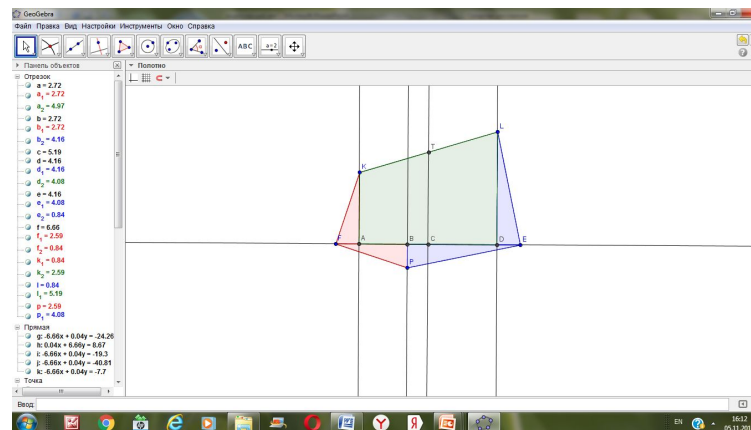 GeoGebra
Файл Правка Вид Настройки Инструменты Окно Справка
ABC
a=2
Панель объектов
Полотно
Отрезок
a = 2.72
a₁ = 2.72
a₂ = 4.97
b = 2.72
b₁ = 2.72
b₂ = 4.16
c = 5.19
d = 4.16
d₁ = 4.16
d₂ = 4.08
e = 4.16
e₁ = 4.08
e₂ = 0.84
f = 6.66
f₁ = 2.59
f₂ = 0.84
k₁ = 0.84
k₂ = 2.59
l = 0.84
l₁ = 5.19
p = 2.59
p₁ = 4.08
Прямая
g: -6.66x + 0.04y = -24.26
h: 0.04x + 6.66y = 8.67
i: -6.66x + 0.04y = -19.3
j: -6.66x + 0.04y = -40.81
k: -6.66x + 0.04y = -7.7
Точка
L
T
K
F A B C D E
P
Ввод:
EN
16:12